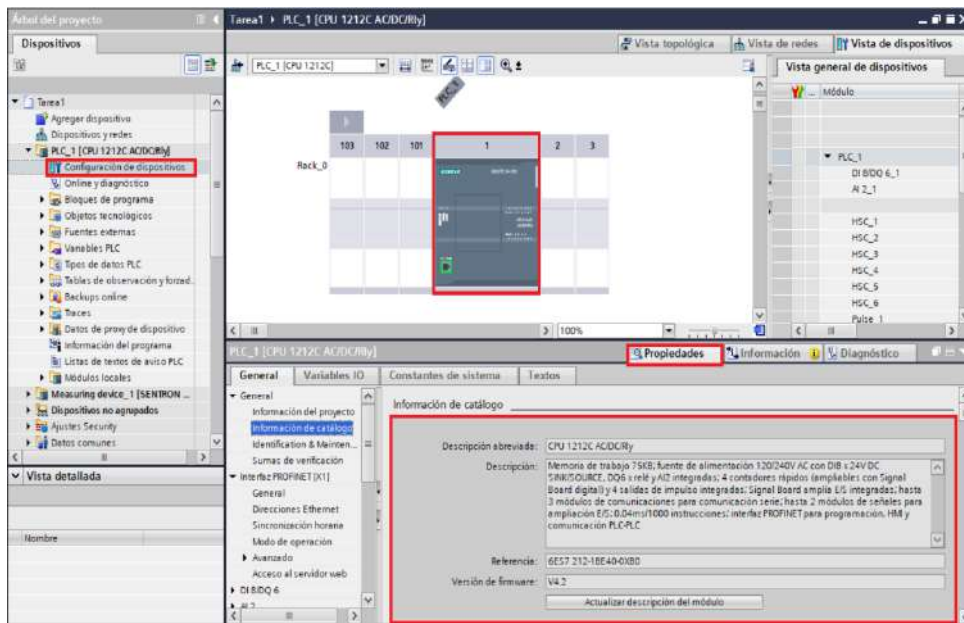 Árbol del proyecto
Tarea1 ▸ PLC_1 [CPU 1212C AC/DC/Rly]
Dispositivos
Vista topológica
Vista de redes
Vista de dispositivos
PLC_1 [CPU 1212C]
Vista general de dispositivos
Tarea1
Agregar dispositivo
Dispositivos y redes
PLC_1 [CPU 1212C AC/DC/Rly]
Configuración de dispositivos
Online y diagnóstico
Bloques de programa
Objetos tecnológicos
Fuentes externas
Variables PLC
Tipos de datos PLC
Tablas de observación y forzad..
Backups online
Traces
Datos de proxy de dispositivo
Información del programa
Listas de textos de aviso PLC
Módulos locales
Measuring device_1 [SENTRON ...
Dispositivos no agrupados
Ajustes Security
Datos comunes
Vista detallada
Nombre
PLC_1
103 102 101 1 2 3
Rack_0
SIEMENS
100%
... Módulo
PLC_1
DI 8/DQ 6_1
AI 2_1
HSC_1
HSC_2
HSC_3
HSC_4
HSC_5
HSC_6
Pulse_1
PLC_1 [CPU 1212C AC/DC/Rly]
Propiedades
Información
Diagnóstico
General
Variables IO
Constantes de sistema
Textos
General
Información del proyecto
Información de catálogo
Identification & Mainten...
Sumas de verificación
Interfaz PROFINET [X1]
General
Direcciones Ethernet
Sincronización horaria
Modo de operación
Avanzado
Acceso al servidor web
DI 8/DQ 6
AI 2
Información de catálogo
Descripción abreviada: CPU 1212C AC/DC/Rly
Descripción: Memoria de trabajo 75KB; fuente de alimentación 120/240V AC con DI8 x 24V DC
SINK/SOURCE, DQ6 x relé y AI2 integradas; 4 contadores rápidos (ampliables con Signal
Board digital) y 4 salidas de impulso integradas; Signal Board amplía E/S integradas; hasta
3 módulos de comunicaciones para comunicación serie; hasta 2 módulos de señales para
ampliación E/S; 0.04ms/1000 instrucciones; interfaz PROFINET para programación, HMI y
comunicación PLC-PLC
Referencia: 6ES7 212-1BE40-0XB0
Versión de firmware: V4.2
Actualizar descripción del módulo